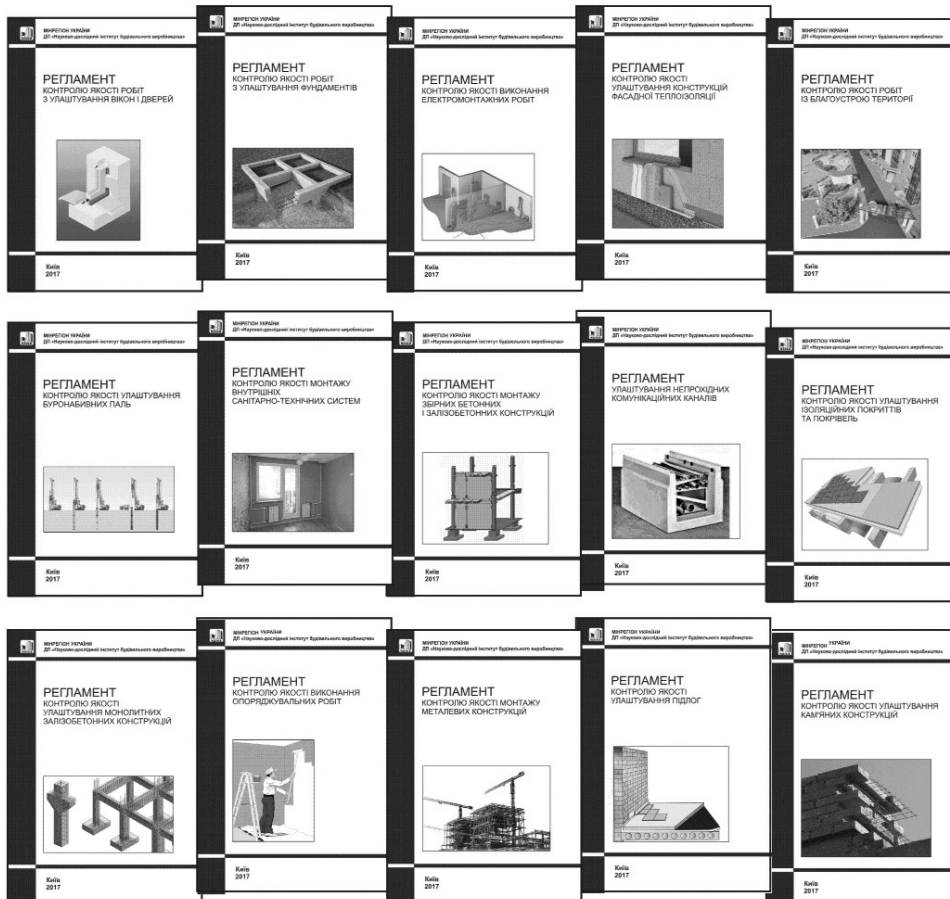 МІНРЕГІОН УКРАЇНИ
ДП «Науково-дослідний інститут будівельного виробництва»
РЕГЛАМЕНТ
КОНТРОЛЮ ЯКОСТІ РОБІТ
З УЛАШТУВАННЯ ВІКОН І ДВЕРЕЙ
Київ
2017
МІНРЕГІОН УКРАЇНИ
ДП «Науково-дослідний інститут будівельного виробництва»
РЕГЛАМЕНТ
КОНТРОЛЮ ЯКОСТІ РОБІТ
З УЛАШТУВАННЯ ФУНДАМЕНТІВ
Київ
2017
МІНРЕГІОН УКРАЇНИ
ДП «Науково-дослідний інститут будівельного виробництва»
РЕГЛАМЕНТ
КОНТРОЛЮ ЯКОСТІ ВИКОНАННЯ
ЕЛЕКТРОМОНТАЖНИХ РОБІТ
Київ
2017
МІНРЕГІОН УКРАЇНИ
ДП «Науково-дослідний інститут будівельного виробництва»
РЕГЛАМЕНТ
КОНТРОЛЮ ЯКОСТІ
УЛАШТУВАННЯ КОНСТРУКЦІЙ
ФАСАДНОЇ ТЕПЛОІЗОЛЯЦІЇ
Київ
2017
МІНРЕГІОН УКРАЇНИ
ДП «Науково-дослідний інститут будівельного виробництва»
РЕГЛАМЕНТ
КОНТРОЛЮ ЯКОСТІ РОБІТ
ІЗ БЛАГОУСТРОЮ ТЕРИТОРІЇ
Київ
2017
МІНРЕГІОН УКРАЇНИ
ДП «Науково-дослідний інститут будівельного виробництва»
РЕГЛАМЕНТ
КОНТРОЛЮ ЯКОСТІ УЛАШТУВАННЯ
БУРОНАБИВНИХ ПАЛЬ
Київ
2017
МІНРЕГІОН УКРАЇНИ
ДП «Науково-дослідний інститут будівельного виробництва»
РЕГЛАМЕНТ
КОНТРОЛЮ ЯКОСТІ МОНТАЖУ
ВНУТРІШНІХ
САНІТАРНО-ТЕХНІЧНИХ СИСТЕМ
Київ
2017
МІНРЕГІОН УКРАЇНИ
ДП «Науково-дослідний інститут будівельного виробництва»
РЕГЛАМЕНТ
КОНТРОЛЮ ЯКОСТІ МОНТАЖУ
ЗБІРНИХ БЕТОННИХ
І ЗАЛІЗОБЕТОННИХ КОНСТРУКЦІЙ
Київ
2017
МІНРЕГІОН УКРАЇНИ
ДП «Науково-дослідний інститут будівельного виробництва»
РЕГЛАМЕНТ
УЛАШТУВАННЯ НЕПРОХІДНИХ
КОМУНІКАЦІЙНИХ КАНАЛІВ
Київ
2017
МІНРЕГІОН УКРАЇНИ
ДП «Науково-дослідний інститут будівельного виробництва»
РЕГЛАМЕНТ
КОНТРОЛЮ ЯКОСТІ УЛАШТУВАННЯ
ІЗОЛЯЦІЙНИХ ПОКРИТТІВ
ТА ПОКРІВЕЛЬ
Київ
2017
МІНРЕГІОН УКРАЇНИ
ДП «Науково-дослідний інститут будівельного виробництва»
РЕГЛАМЕНТ
КОНТРОЛЮ ЯКОСТІ
УЛАШТУВАННЯ МОНОЛИТНИХ
ЗАЛІЗОБЕТОННИХ КОНСТРУКЦІЙ
Київ
2017
МІНРЕГІОН УКРАЇНИ
ДП «Науково-дослідний інститут будівельного виробництва»
РЕГЛАМЕНТ
КОНТРОЛЮ ЯКОСТІ ВИКОНАННЯ
ОПОРЯДЖУВАЛЬНИХ РОБІТ
Київ
2017
МІНРЕГІОН УКРАЇНИ
ДП «Науково-дослідний інститут будівельного виробництва»
РЕГЛАМЕНТ
КОНТРОЛЮ ЯКОСТІ МОНТАЖУ
МЕТАЛЕВИХ КОНСТРУКЦІЙ
Київ
2017
МІНРЕГІОН УКРАЇНИ
ДП «Науково-дослідний інститут будівельного виробництва»
РЕГЛАМЕНТ
КОНТРОЛЮ ЯКОСТІ
УЛАШТУВАННЯ ПІДЛОГ
Київ
2017
МІНРЕГІОН УКРАЇНИ
ДП «Науково-дослідний інститут будівельного виробництва»
РЕГЛАМЕНТ
КОНТРОЛЮ ЯКОСТІ УЛАШТУВАННЯ
КАМ'ЯНИХ КОНСТРУКЦІЙ
Київ
2017